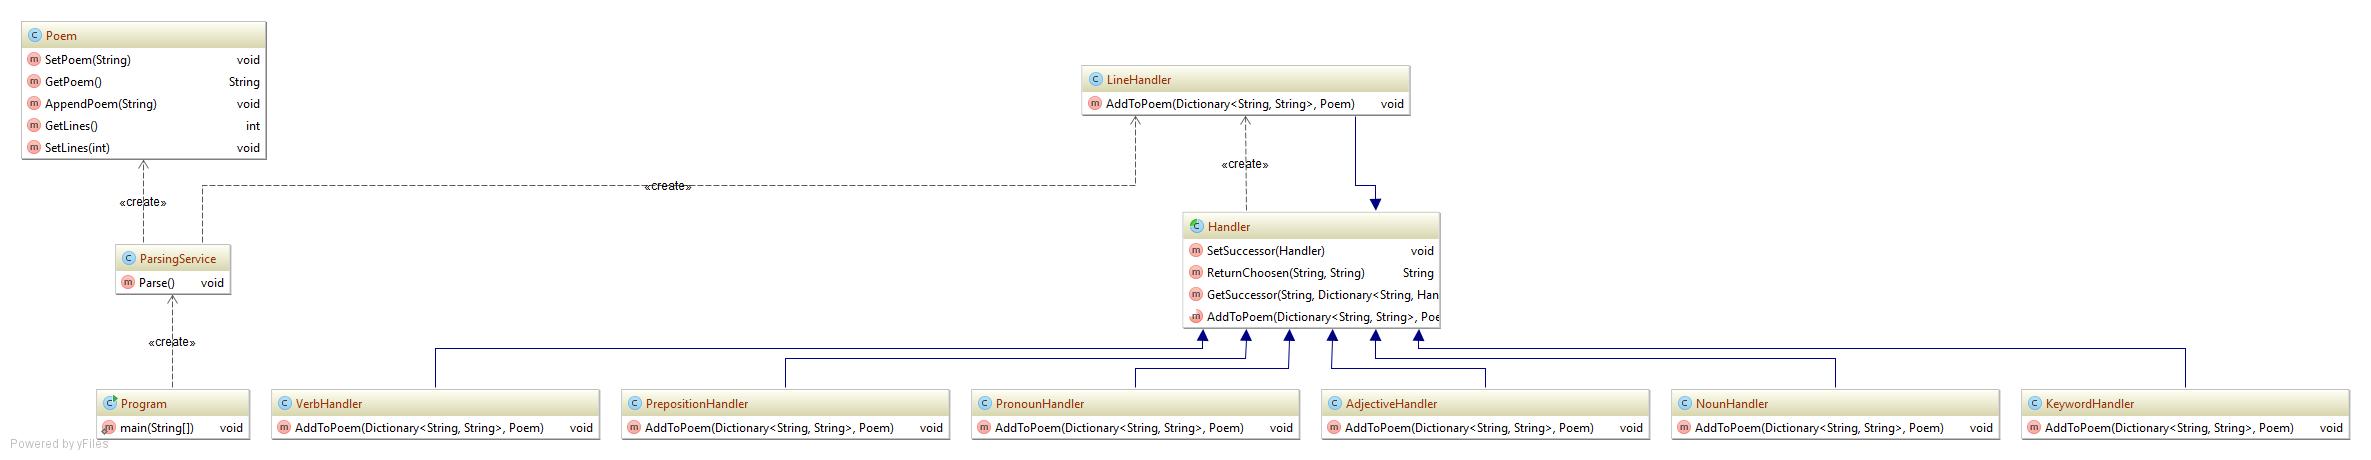 Poem
SetPoem(String) void
GetPoem() String
AppendPoem(String) void
GetLines() int
SetLines(int) void
LineHandler
AddToPoem(Dictionary<String, String>, Poem) void
«create»
«create»
«create»
ParsingService
Parse() void
Handler
SetSuccessor(Handler) void
ReturnChoosen(String, String) String
GetSuccessor(String, Dictionary<String, Han
AddToPoem(Dictionary<String, String>, Poe
«create»
Program
main(String[]) void
VerbHandler
AddToPoem(Dictionary<String, String>, Poem) void
PrepositionHandler
AddToPoem(Dictionary<String, String>, Poem) void
PronounHandler
AddToPoem(Dictionary<String, String>, Poem) void
AdjectiveHandler
AddToPoem(Dictionary<String, String>, Poem) void
NounHandler
AddToPoem(Dictionary<String, String>, Poem) void
KeywordHandler
AddToPoem(Dictionary<String, String>, Poem) void
Powered by yFiles